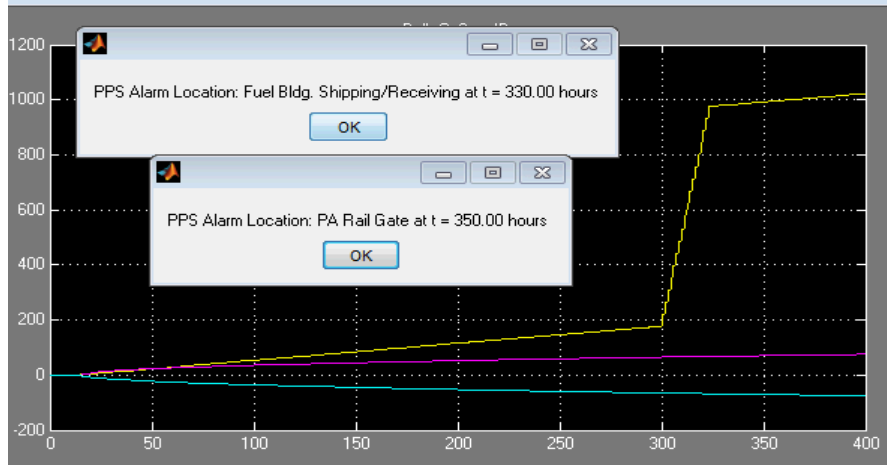 PPS Alarm Location: Fuel Bldg. Shipping/Receiving at t = 330.00 hours
OK
PPS Alarm Location: PA Rail Gate at t = 350.00 hours
OK
1200
1000
800
600
400
200
0
-200
0 50 100 150 200 250 300 350 400